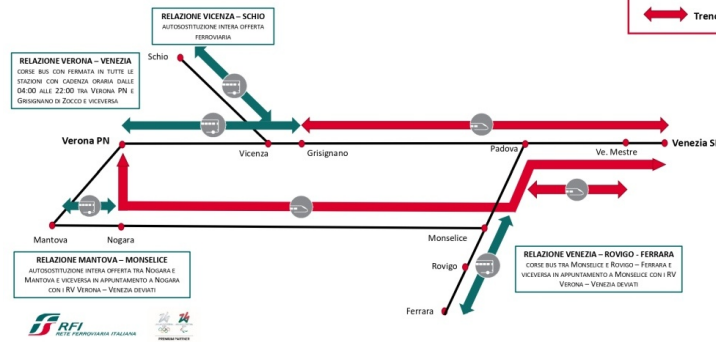 Treno
RELAZIONE VICENZA – SCHIO
AUTOSOSTITUZIONE INTERA OFFERTA
FERROVIARIA
RELAZIONE VERONA – VENEZIA
CORSE BUS CON FERMATA IN TUTTE LE
STAZIONI CON CADENZA ORARIA DALLE
04:00 ALLE 22:00 TRA VERONA PN E
GRISIGNANO DI ZOCCO E VICEVERSA
Schio
Verona PN
Vicenza
Grisignano
Padova
Ve. Mestre
Venezia S
Mantova
Nogara
Monselice
Rovigo
Ferrara
RELAZIONE MANTOVA – MONSELICE
AUTOSOSTITUZIONE INTERA OFFERTA TRA NOGARA E
MANTOVA E VICEVERSA IN APPUNTAMENTO A NOGARA
CON I RV VERONA – VENEZIA DEVIATI
RELAZIONE VENEZIA – ROVIGO - FERRARA
CORSE BUS TRA MONSELICE E ROVIGO – FERRARA E
VICEVERSA IN APPUNTAMENTO A MONSELICE CON I RV
VERONA – VENEZIA DEVIATI
RFI
RETE FERROVIARIA ITALIANA